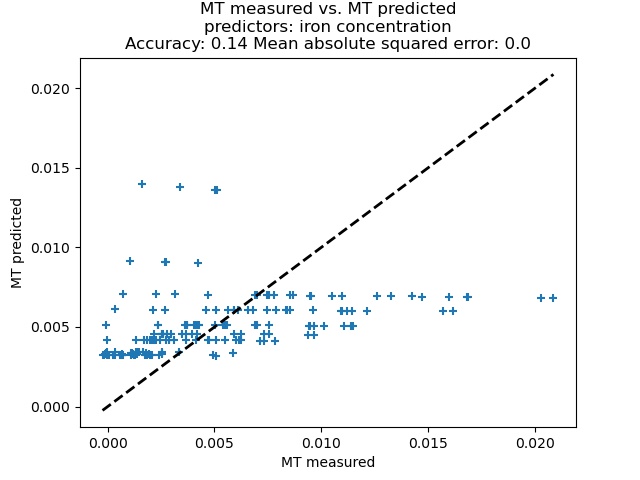 MT measured vs. MT predicted
predictors: iron concentration
Accuracy: 0.14 Mean absolute squared error: 0.0
0.020
0.015
0.010
0.005
0.000
MT predicted
0.000 0.005 0.010 0.015 0.020
MT measured